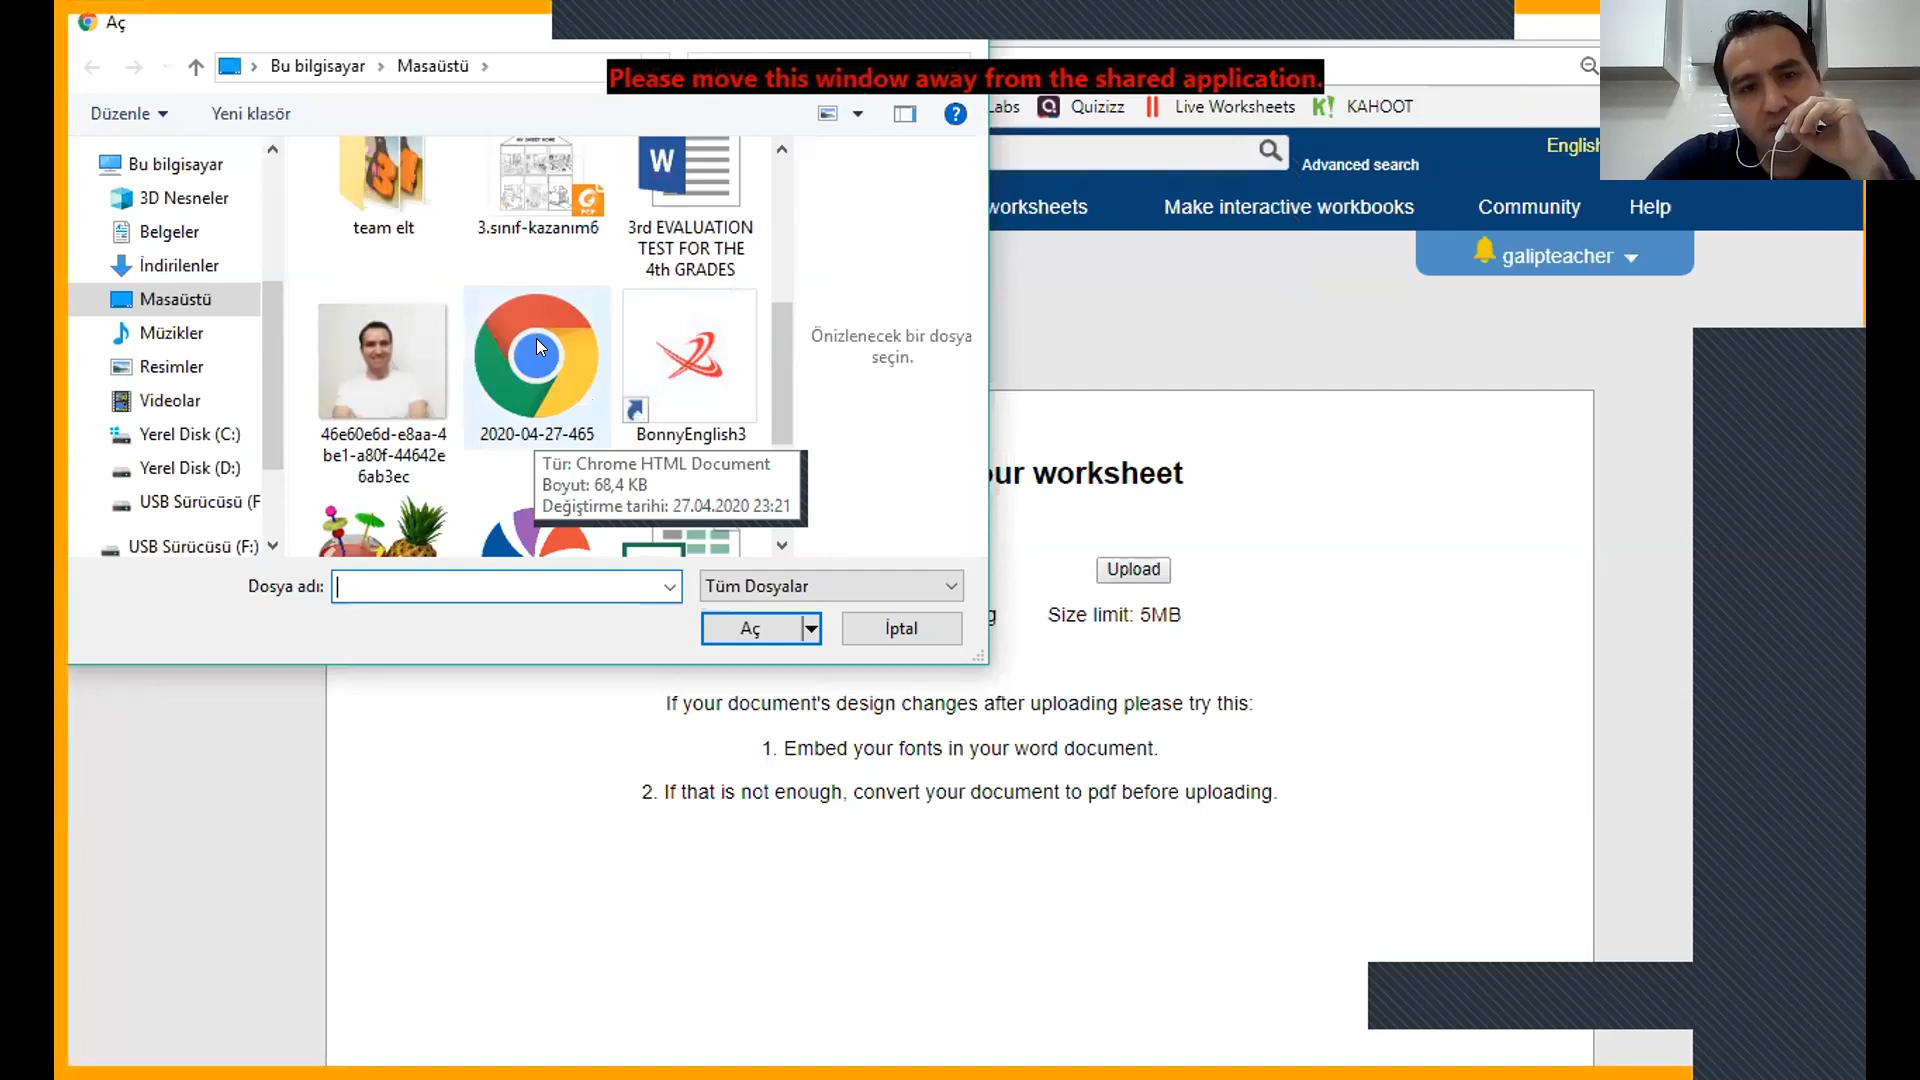 Aç
Bu bilgisayar
Masaüstü
Please move this window away from the shared application.
Düzenle
Yeni klasör
Quizizz
Live Worksheets
KAHOOT
Advanced search
English
worksheets
Make interactive workbooks
Community
Help
galipteacher
Bu bilgisayar
3D Nesneler
Belgeler
İndirilenler
Masaüstü
Müzikler
Resimler
Videolar
Yerel Disk (C:)
Yerel Disk (D:)
USB Sürücüsü (F
USB Sürücüsü (F:)
team elt
3.sınıf-kazanım6
3rd EVALUATION
TEST FOR THE
4th GRADES
46e60e6d-e8aa-4
be1-a80f-44642e
6ab3ec
2020-04-27-465
BonnyEnglish3
Tür: Chrome HTML Document
Boyut: 68,4 KB
Değiştirme tarihi: 27.04.2020 23:21
Önizlenecek bir dosya
seçin.
Dosya adı:
Tüm Dosyalar
Aç
İptal
our worksheet
Upload
Size limit: 5MB
If your document's design changes after uploading please try this:
1. Embed your fonts in your word document.
2. If that is not enough, convert your document to pdf before uploading.